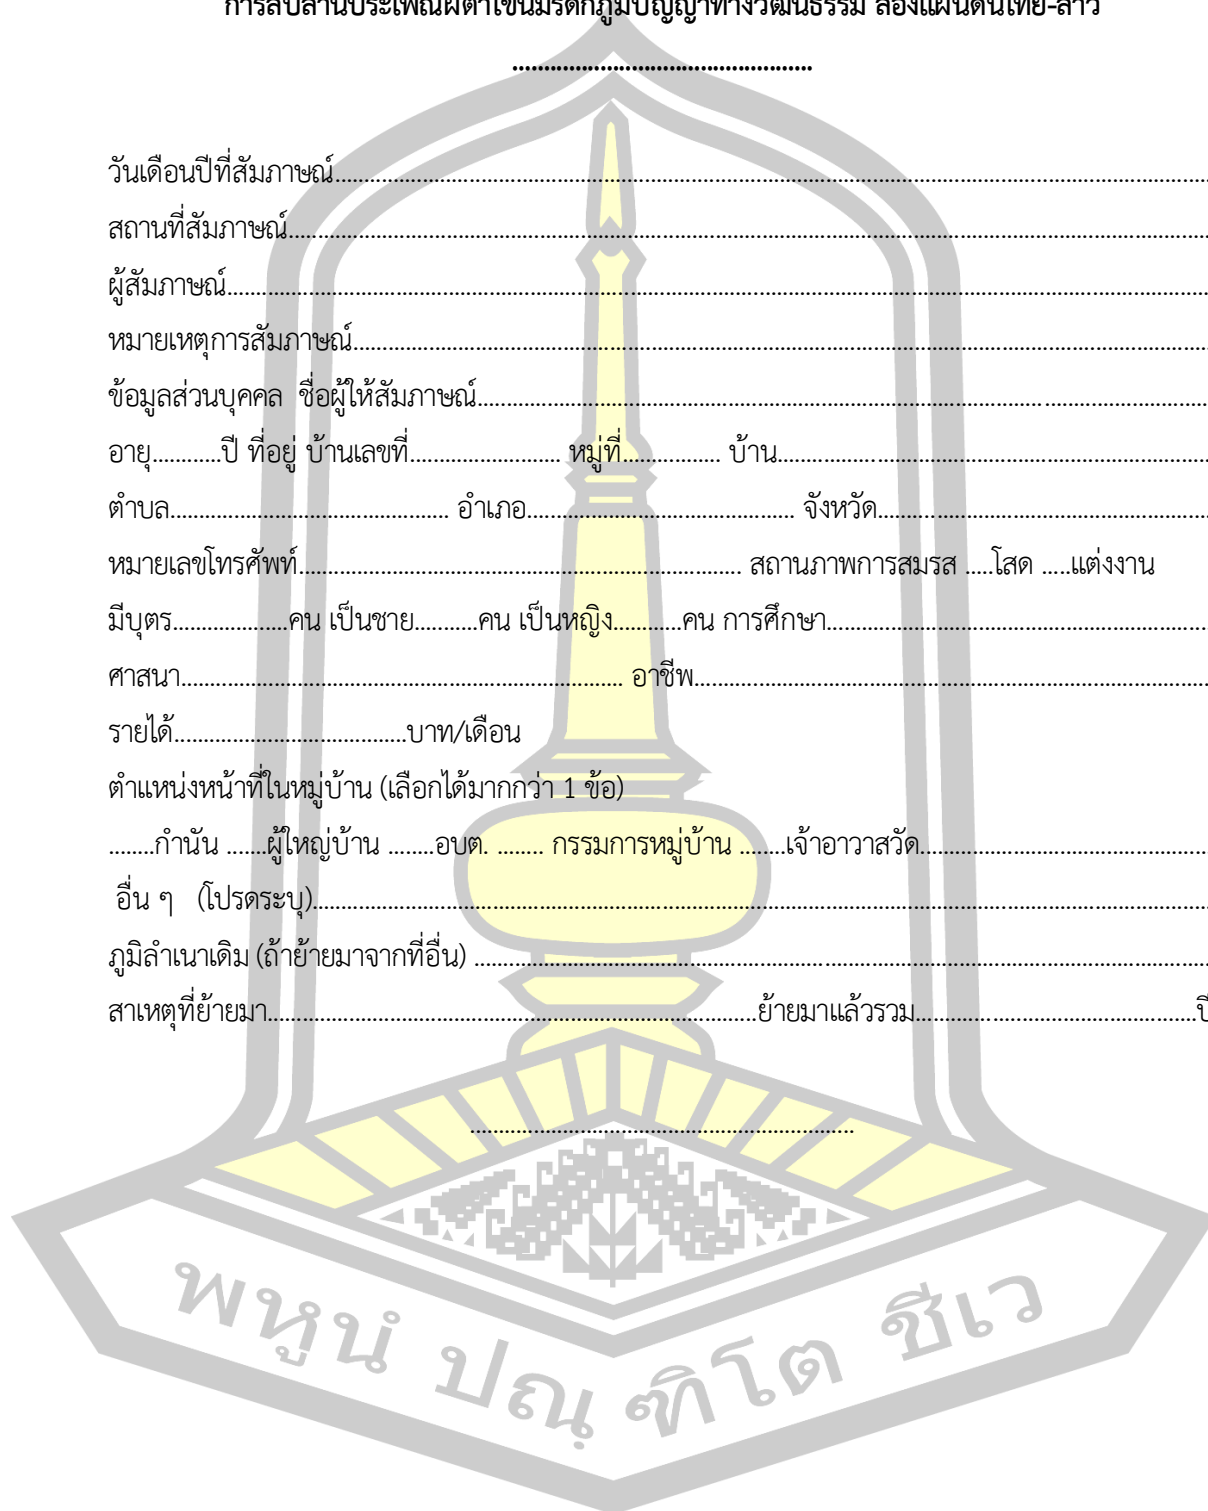 การสืบสานประเพณีผีตาโขนมรดกภูมิปัญญาทางวัฒนธรรม สองแผ่นดินไทย-ลาว
................................................
วันเดือนปีที่สัมภาษณ์................................................................
สถานที่สัมภาษณ์................................................................
ผู้สัมภาษณ์................................................................
หมายเหตุการสัมภาษณ์................................................................
ข้อมูลส่วนบุคคล ชื่อผู้ให้สัมภาษณ์................................................................
อายุ............ปี ที่อยู่ บ้านเลขที่.......................... หมู่ที่................. บ้าน................................................
ตำบล................................................ อำเภอ.............................................. จังหวัด................................................
หมายเลขโทรศัพท์................................................................ สถานภาพการสมรส .....โสด .....แต่งงาน
มีบุตร....................คน เป็นชาย...........คน เป็นหญิง............คน การศึกษา................................................
ศาสนา................................................................ อาชีพ................................................................
รายได้........................................บาท/เดือน
ตำแหน่งหน้าที่ในหมู่บ้าน (เลือกได้มากกว่า 1 ข้อ)
........กำนัน .......ผู้ใหญ่บ้าน ........อบต. ........ กรรมการหมู่บ้าน ........เจ้าอาวาสวัด................................................
อื่น ๆ (โปรดระบุ)................................................................
ภูมิลำเนาเดิม (ถ้าย้ายมาจากที่อื่น) ................................................................
สาเหตุที่ย้ายมา................................................................ย้ายมาแล้วรวม................................................ปี
................................................................
พหูนํ ปณฺฑิโต ชีเว